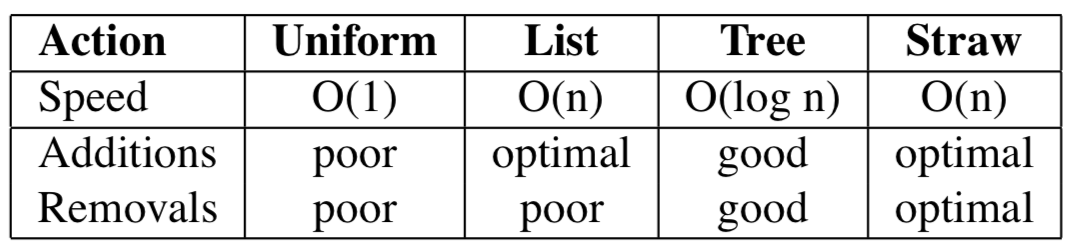 Action Uniform List Tree Straw
Speed O(1) O(n) O(log n) O(n)
Additions poor optimal good optimal
Removals poor poor good optimal